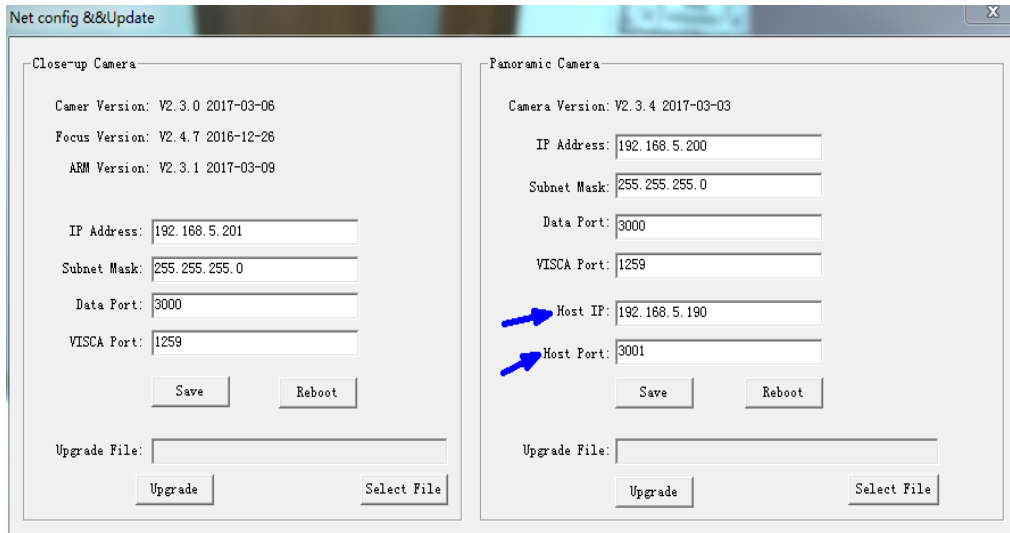 Net config &&Update
Close-up Camera
Camer Version: V2.3.0 2017-03-06
Focus Version: V2.4.7 2016-12-26
ARM Version: V2.3.1 2017-03-09
IP Address: 192.168.5.201
Subnet Mask: 255.255.255.0
Data Port: 3000
VISCA Port: 1259
Save Reboot
Upgrade File:
Upgrade Select File
Panoramic Camera
Camera Version: V2.3.4 2017-03-03
IP Address: 192.168.5.200
Subnet Mask: 255.255.255.0
Data Port: 3000
VISCA Port: 1259
Host IP: 192.168.5.190
Host Port: 3001
Save Reboot
Upgrade File:
Upgrade Select File